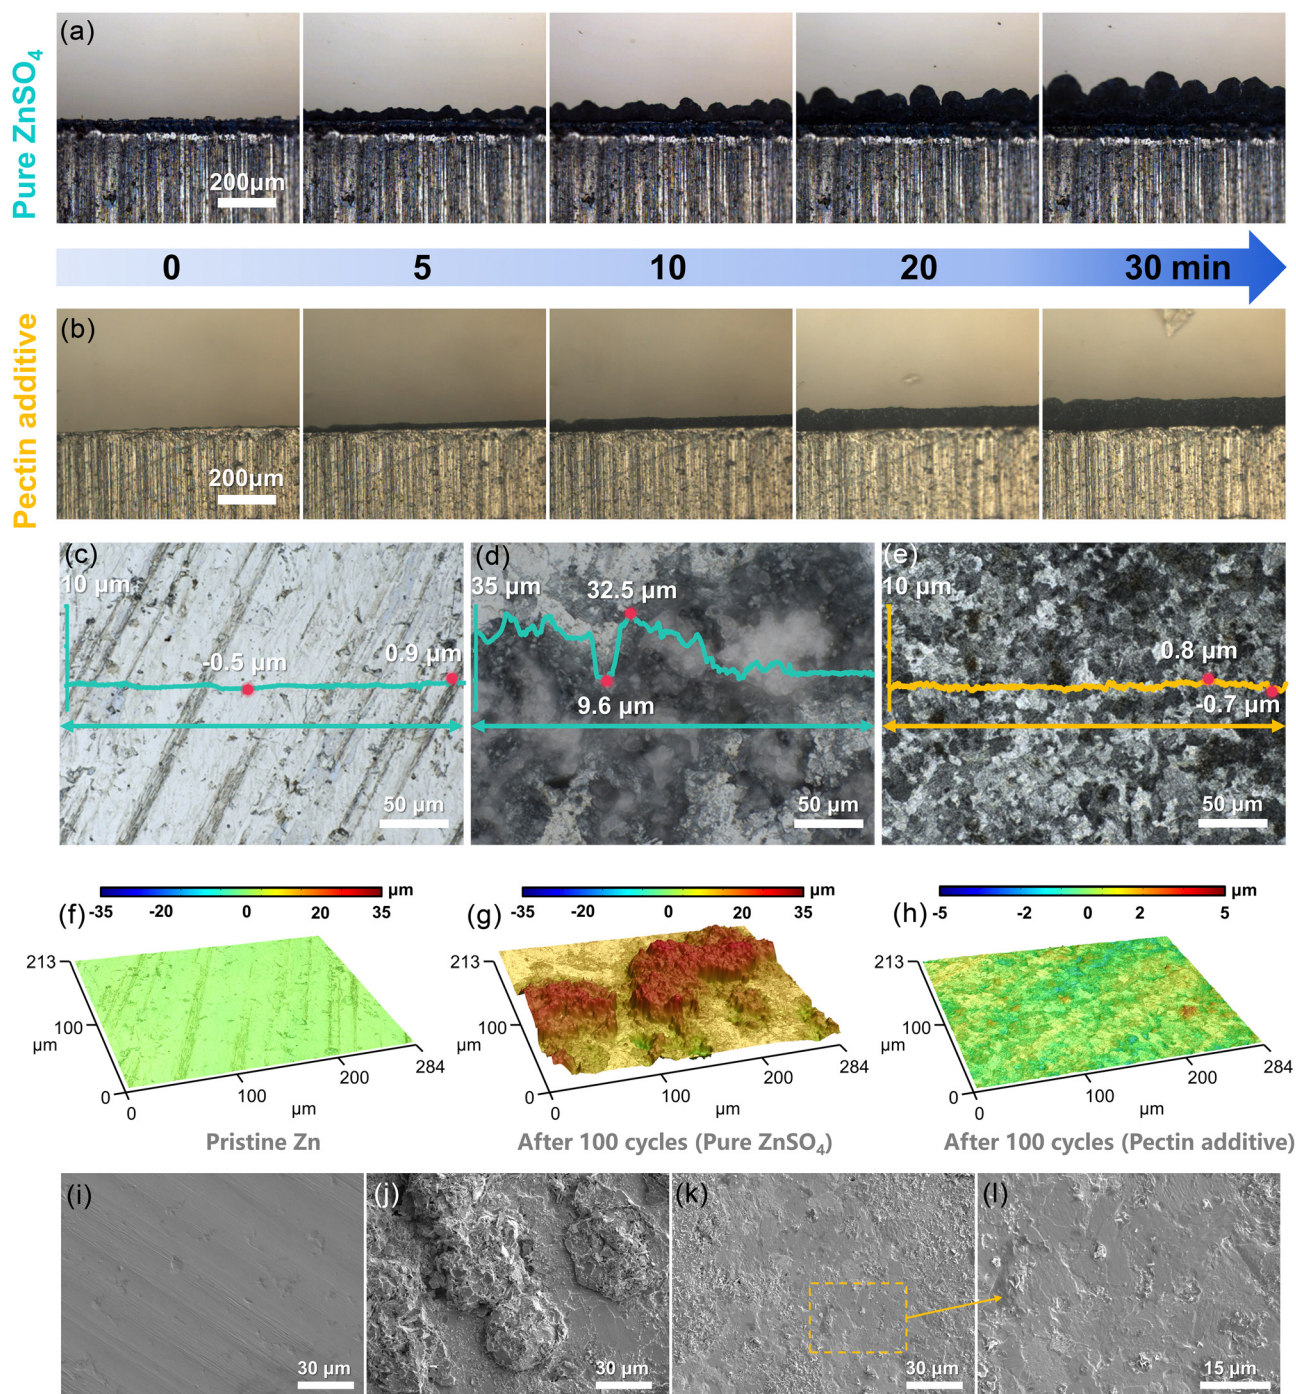 Pure ZnSO4
(a)
200μm
0 5 10 20 30 min
Pectin additive
(b)
200μm
(c) (d) (e)
10 μm 35 μm 32.5 μm 10 μm
-0.5 μm 0.9 μm 0.8 μm
9.6 μm -0.7 μm
50 μm 50 μm 50 μm
μm μm μm
-35 -20 0 20 35 -35 -20 0 20 35 -5 -2 0 2 5
(f) (g) (h)
213 213 213
100 100 100
μm μm μm
0 0 100 200 284 0 0 100 200 284 0 0 100 200 284
μm μm μm
Pristine Zn After 100 cycles (Pure ZnSO4) After 100 cycles (Pectin additive)
(i) (j) (k) (l)
30 μm 30 μm 30 μm 15 μm